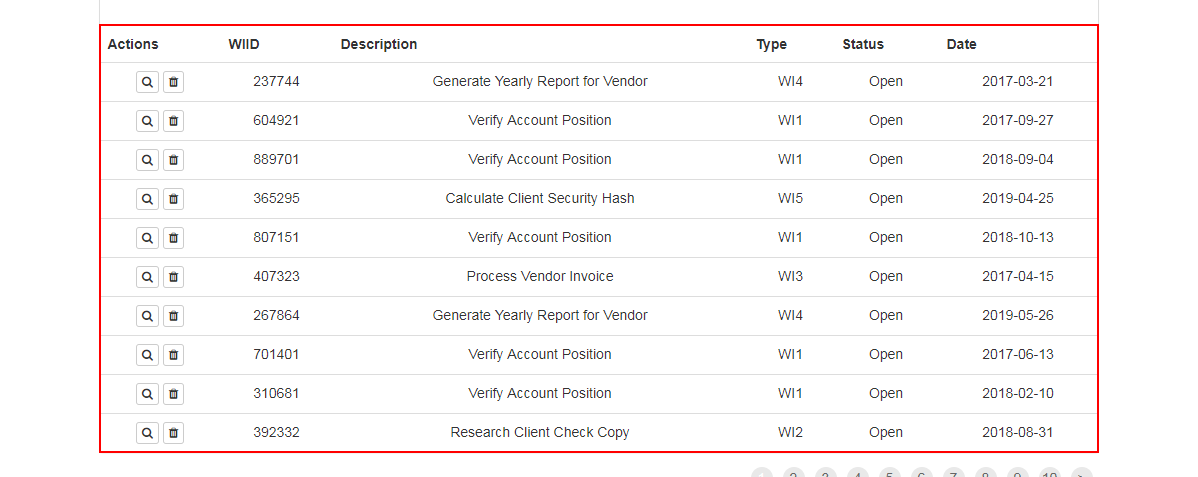 Actions WIID Description Type Status Date
237744 Generate Yearly Report for Vendor WI4 Open 2017-03-21
604921 Verify Account Position WI1 Open 2017-09-27
889701 Verify Account Position WI1 Open 2018-09-04
365295 Calculate Client Security Hash WI5 Open 2019-04-25
807151 Verify Account Position WI1 Open 2018-10-13
407323 Process Vendor Invoice WI3 Open 2017-04-15
267864 Generate Yearly Report for Vendor WI4 Open 2019-05-26
701401 Verify Account Position WI1 Open 2017-06-13
310681 Verify Account Position WI1 Open 2018-02-10
392332 Research Client Check Copy WI2 Open 2018-08-31
1 2 3 4 5 6 7 8 9 10 >